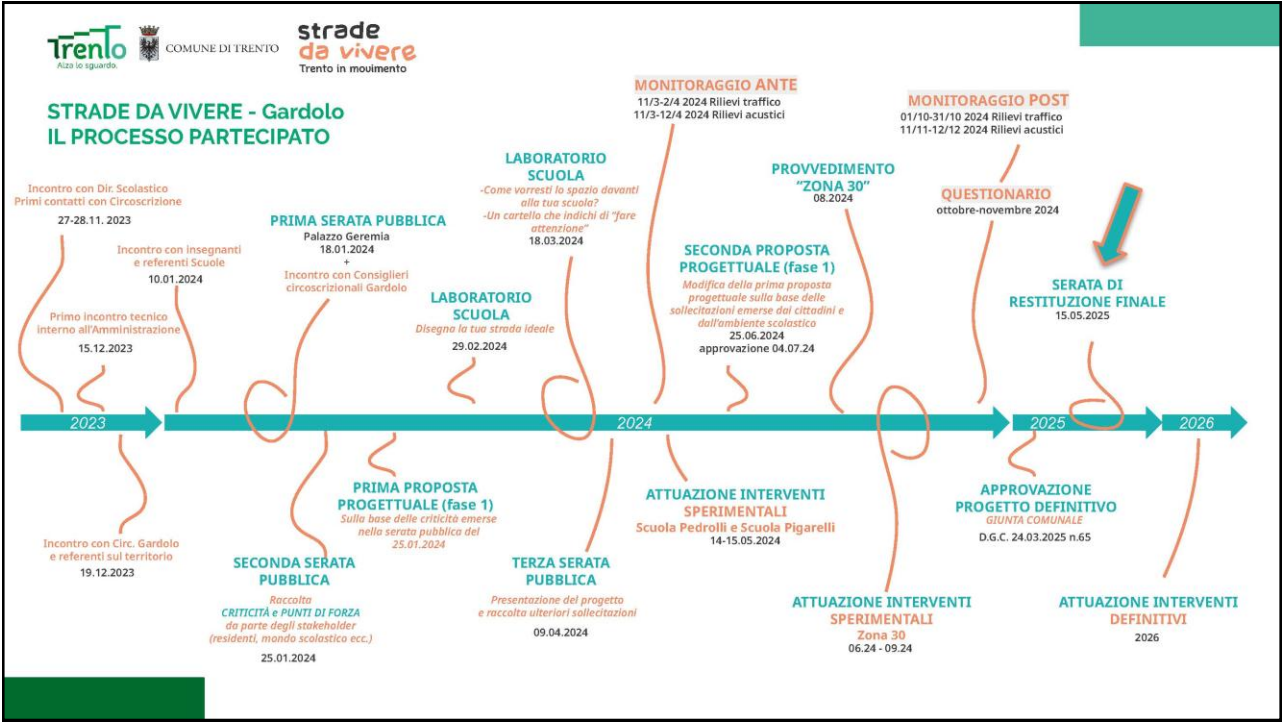 Trento
Alza lo sguardo.
COMUNE DI TRENTO
strade
da vivere
Trento in movimento
STRADE DA VIVERE - Gardolo
IL PROCESSO PARTECIPATO
Incontro con Dir. Scolastico
Primi contatti con Circoscrizione
27-28.11. 2023
Incontro con insegnanti
e referenti Scuole
10.01.2024
Primo incontro tecnico
interno all'Amministrazione
15.12.2023
PRIMA SERATA PUBBLICA
Palazzo Geremia
18.01.2024
+
Incontro con Consiglieri
circoscrizionali Gardolo
LABORATORIO
SCUOLA
Disegna la tua strada ideale
29.02.2024
LABORATORIO
SCUOLA
-Come vorresti lo spazio davanti
alla tua scuola?
-Un cartello che indichi di "fare
attenzione"
18.03.2024
MONITORAGGIO ANTE
11/3-2/4 2024 Rilievi traffico
11/3-12/4 2024 Rilievi acustici
SECONDA PROPOSTA
PROGETTUALE (fase 1)
Modifica della prima proposta
progettuale sulla base delle
sollecitazioni emerse dai cittadini e
dall'ambiente scolastico
25.06.2024
approvazione 04.07.24
PROVVEDIMENTO
"ZONA 30"
08.2024
MONITORAGGIO POST
01/10-31/10 2024 Rilievi traffico
11/11-12/12 2024 Rilievi acustici
QUESTIONARIO
ottobre-novembre 2024
SERATA DI
RESTITUZIONE FINALE
15.05.2025
2023
2024
2025
2026
Incontro con Circ. Gardolo
e referenti sul territorio
19.12.2023
SECONDA SERATA
PUBBLICA
Raccolta
CRITICITÀ e PUNTI DI FORZA
da parte degli stakeholder
(residenti, mondo scolastico ecc.)
25.01.2024
PRIMA PROPOSTA
PROGETTUALE (fase 1)
Sulla base delle criticità emerse
nella serata pubblica del
25.01.2024
TERZA SERATA
PUBBLICA
Presentazione del progetto
e raccolta ulteriori sollecitazioni
09.04.2024
ATTUAZIONE INTERVENTI
SPERIMENTALI
Scuola Pedrolli e Scuola Pigarelli
14-15.05.2024
ATTUAZIONE INTERVENTI
SPERIMENTALI
Zona 30
06.24 - 09.24
APPROVAZIONE
PROGETTO DEFINITIVO
GIUNTA COMUNALE
D.G.C. 24.03.2025 n.65
ATTUAZIONE INTERVENTI
DEFINITIVI
2026